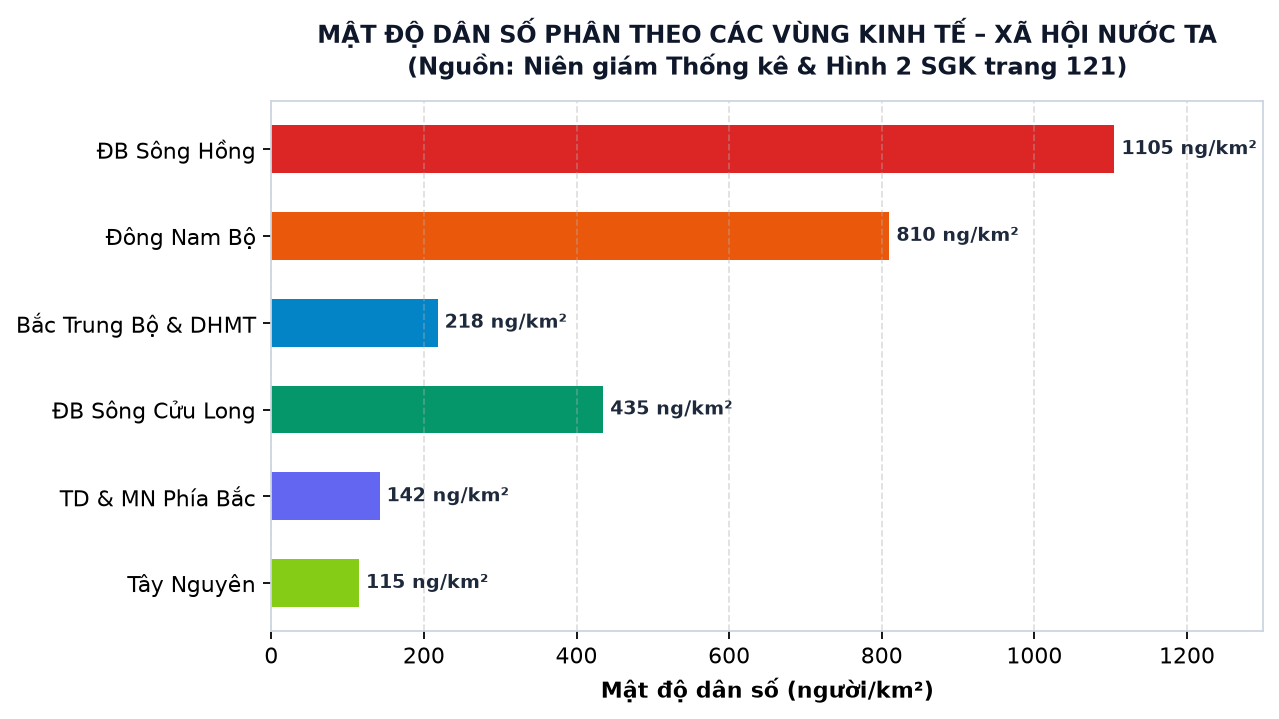 MẬT ĐỘ DÂN SỐ PHÂN THEO CÁC VÙNG KINH TẾ – XÃ HỘI NƯỚC TA
(Nguồn: Niên giám Thống kê & Hình 2 SGK trang 121)
ĐB Sông Hồng 1105 ng/km²
Đông Nam Bộ 810 ng/km²
Bắc Trung Bộ & DHMT 218 ng/km²
ĐB Sông Cửu Long 435 ng/km²
TD & MN Phía Bắc 142 ng/km²
Tây Nguyên 115 ng/km²
0 200 400 600 800 1000 1200
Mật độ dân số (người/km²)